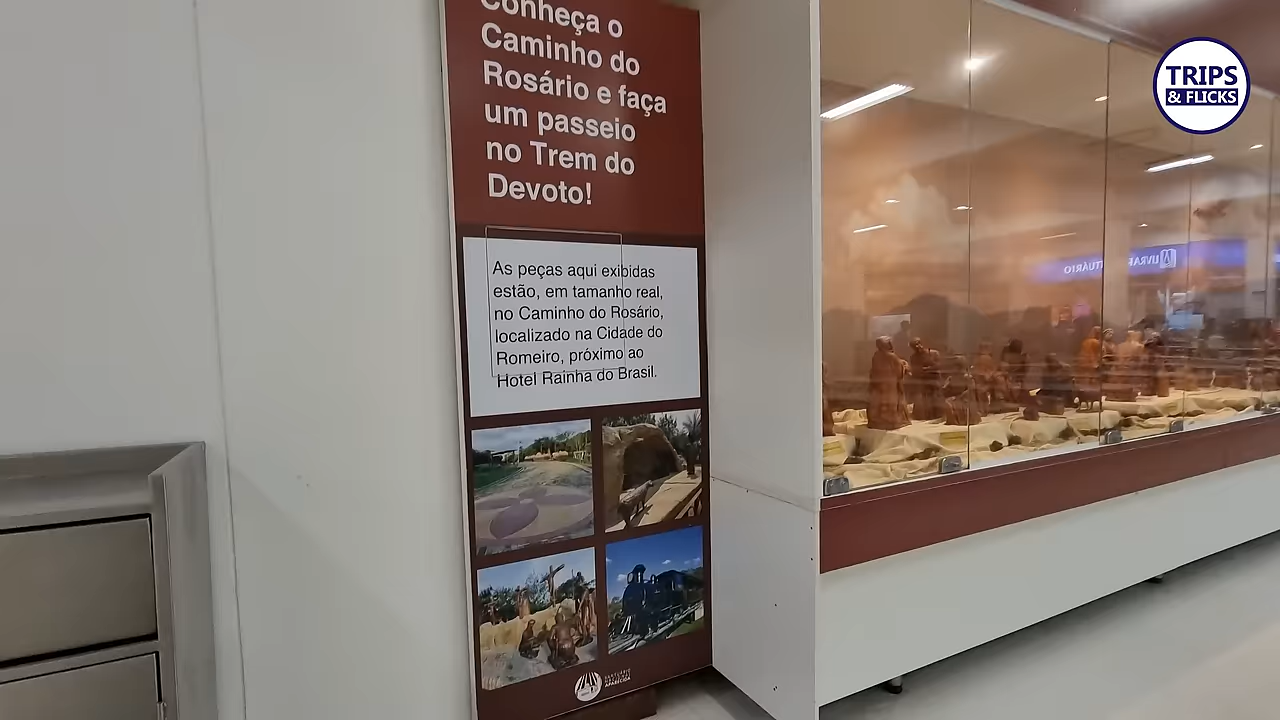 Conheça o
Caminho do
Rosário e faça
um passeio
no Trem do
Devoto!
As peças aqui exibidas
estão, em tamanho real,
no Caminho do Rosário,
localizado na Cidade do
Romeiro, próximo ao
Hotel Rainha do Brasil.
APARECIDA
TRIPS
& FLICKS